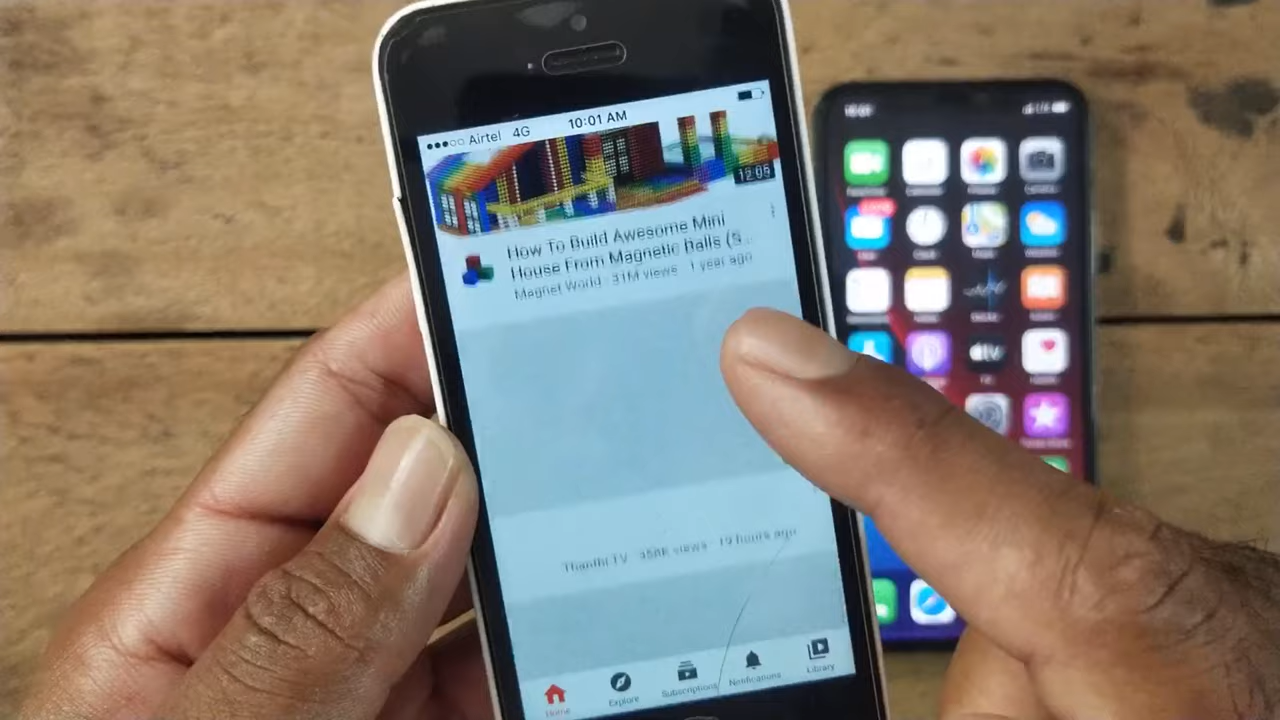 Airtel 4G 10:01 AM
12:05
How To Build Awesome Mini
House From Magnetic balls (S...
Magnet World · 31M views · 1 year ago
Thanthi TV · 358K views · 19 hours ago
Home Explore Subscriptions Notifications Library
tv